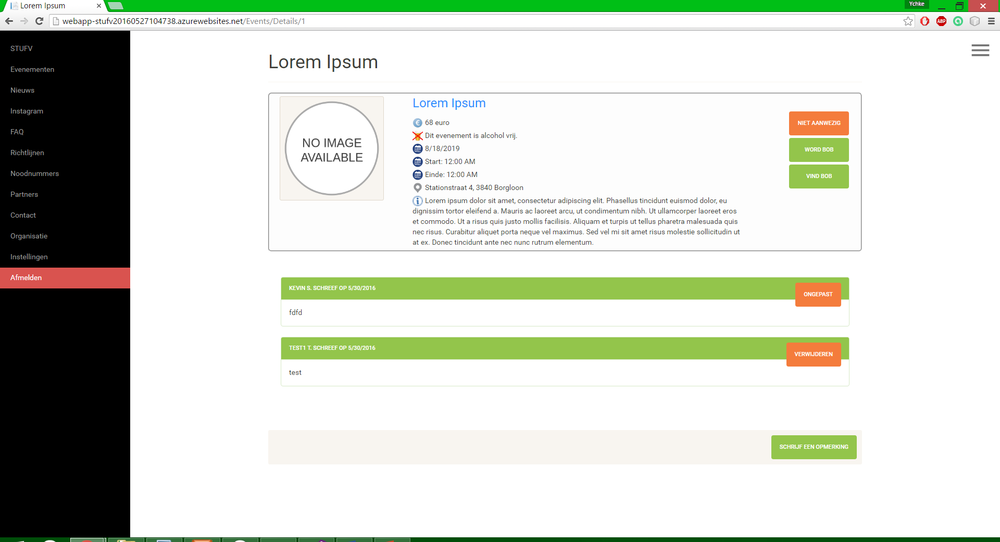 Lorem Ipsum
Ychke
webapp-stufv20160527104738.azurewebsites.net/Events/Details/1
ABP
STUFV
Evenementen
Nieuws
Instagram
FAQ
Richtlijnen
Noodnummers
Partners
Contact
Organisatie
Instellingen
Afmelden
Lorem Ipsum
NO IMAGE
AVAILABLE
Lorem Ipsum
€ 68 euro
Dit evenement is alcohol vrij.
8/18/2019
Start: 12:00 AM
Einde: 12:00 AM
Stationstraat 4, 3840 Borgloon
Lorem ipsum dolor sit amet, consectetur adipiscing elit. Phasellus tincidunt euismod dolor, eu
dignissim tortor eleifend a. Mauris ac laoreet arcu, ut condimentum nibh. Ut ullamcorper laoreet eros
et commodo. Ut a risus quis justo mollis facilisis. Aliquam et turpis ut tellus pharetra malesuada quis
nec risus. Curabitur aliquet porta neque vel maximus. Sed vel mi sit amet risus molestie sollicitudin ut
at ex. Donec tincidunt ante nec nunc rutrum elementum.
NIET AANWEZIG
WORD BOB
VIND BOB
KEVIN S. SCHREEF OP 5/30/2016
ONGEPAST
fdfd
TEST1 T. SCHREEF OP 5/30/2016
VERWIJDEREN
test
SCHRIJF EEN OPMERKING